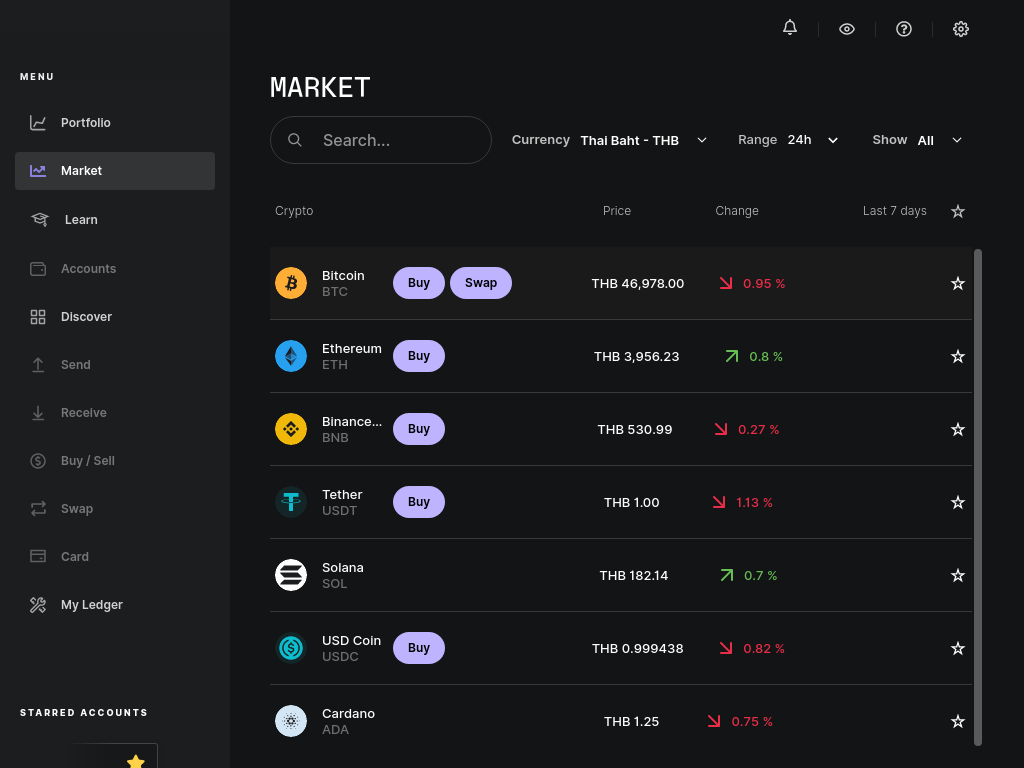 MENU
Portfolio
Market
Learn
Accounts
Discover
Send
Receive
Buy / Sell
Swap
Card
My Ledger
STARRED ACCOUNTS
MARKET
Search...
Currency Thai Baht - THB
Range 24h
Show All
Crypto Price Change Last 7 days
Bitcoin
BTC
Buy Swap THB 46,978.00 0.95 %
Ethereum
ETH
Buy THB 3,956.23 0.8 %
Binance...
BNB
Buy THB 530.99 0.27 %
Tether
USDT
Buy THB 1.00 1.13 %
Solana
SOL
THB 182.14 0.7 %
USD Coin
USDC
Buy THB 0.999438 0.82 %
Cardano
ADA
THB 1.25 0.75 %